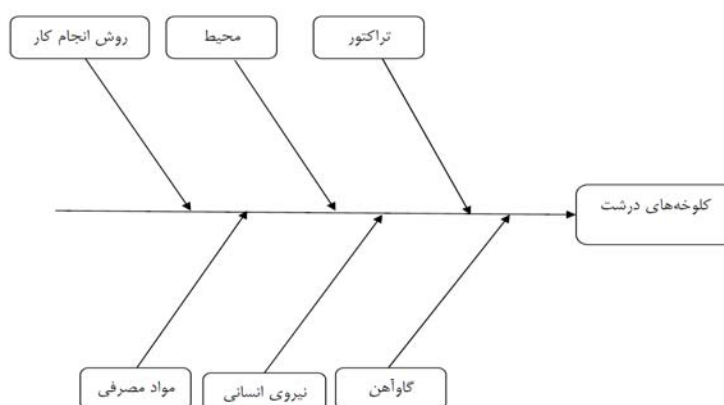 تراکتور
محیط
روش انجام کار
کلوخه‌های درشت
گاوآهن
نیروی انسانی
مواد مصرفی